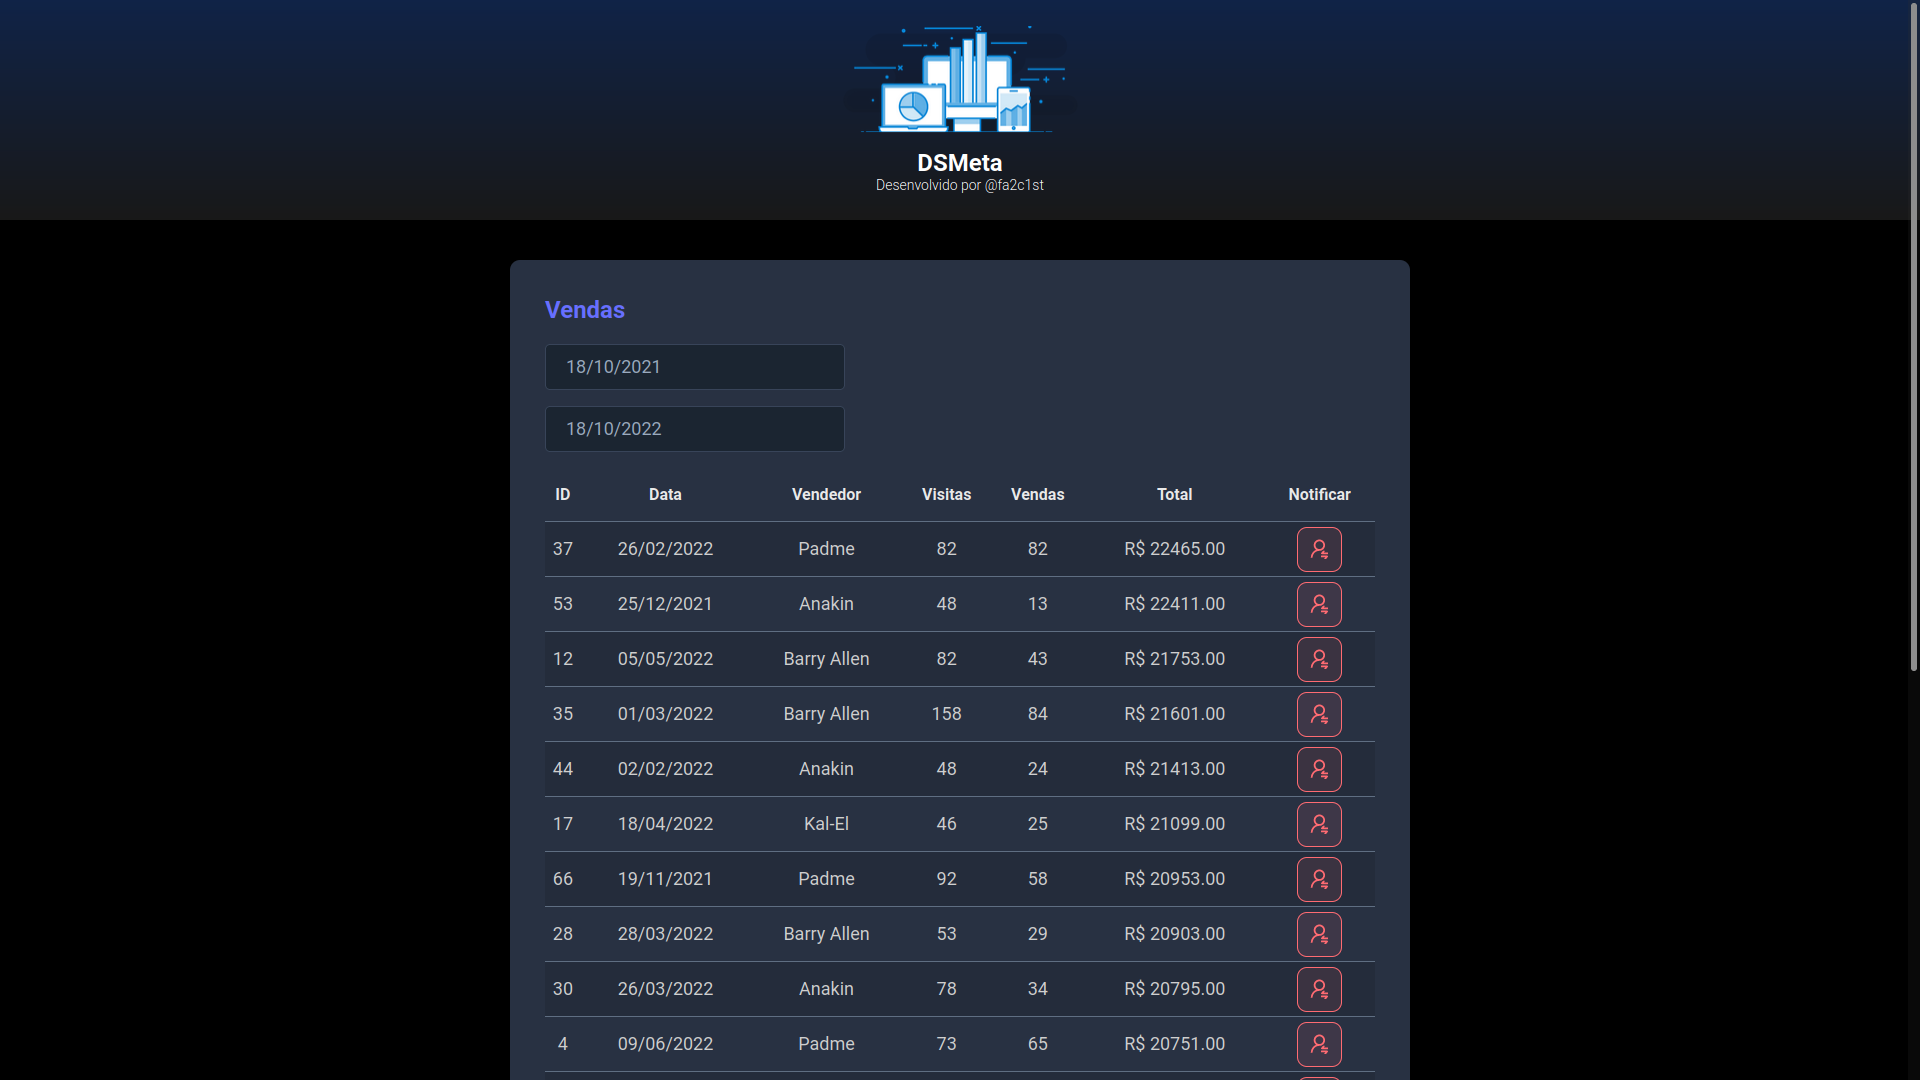 DSMeta
Desenvolvido por @fa2c1st
Vendas
18/10/2021
18/10/2022
ID Data Vendedor Visitas Vendas Total Notificar
37 26/02/2022 Padme 82 82 R$ 22465.00
53 25/12/2021 Anakin 48 13 R$ 22411.00
12 05/05/2022 Barry Allen 82 43 R$ 21753.00
35 01/03/2022 Barry Allen 158 84 R$ 21601.00
44 02/02/2022 Anakin 48 24 R$ 21413.00
17 18/04/2022 Kal-El 46 25 R$ 21099.00
66 19/11/2021 Padme 92 58 R$ 20953.00
28 28/03/2022 Barry Allen 53 29 R$ 20903.00
30 26/03/2022 Anakin 78 34 R$ 20795.00
4 09/06/2022 Padme 73 65 R$ 20751.00